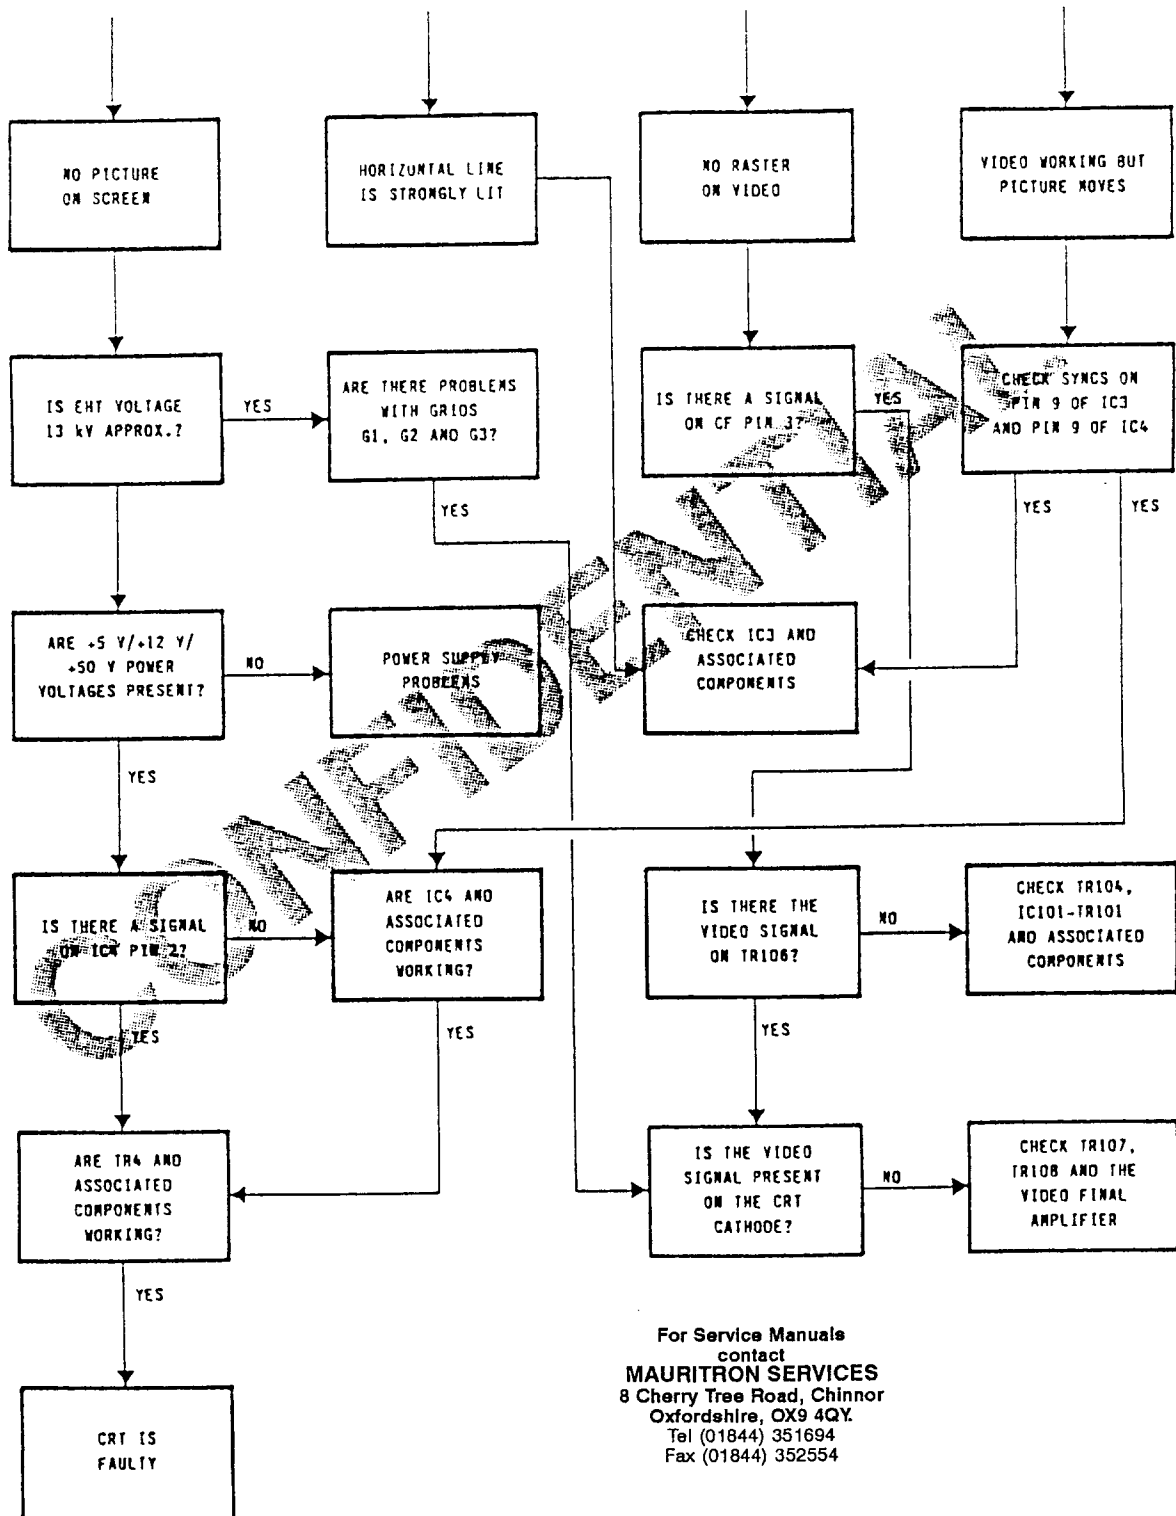 NO PICTURE
ON SCREEN
HORIZONTAL LINE
IS STRONGLY LIT
NO RASTER
ON VIDEO
VIDEO WORKING BUT
PICTURE MOVES
IS EHT VOLTAGE
13 kV APPROX.?
YES
ARE THERE PROBLEMS
WITH GRIDS
G1, G2 AND G3?
YES
IS THERE A SIGNAL
ON CF PIN 3?
YES
CHECK SYNCS ON
PIN 9 OF IC3
AND PIN 9 OF IC4
YES
YES
ARE +5 V/+12 V/
+50 V POWER
VOLTAGES PRESENT?
NO
POWER SUPPLY
PROBLEMS
CHECK IC3 AND
ASSOCIATED
COMPONENTS
YES
IS THERE A SIGNAL
ON IC4 PIN 2?
NO
ARE IC4 AND
ASSOCIATED
COMPONENTS
WORKING?
IS THERE THE
VIDEO SIGNAL
ON TR106?
NO
CHECK TR104,
IC101-TR101
AND ASSOCIATED
COMPONENTS
YES
YES
YES
ARE TR4 AND
ASSOCIATED
COMPONENTS
WORKING?
IS THE VIDEO
SIGNAL PRESENT
ON THE CRT
CATHODE?
NO
CHECK TR107,
TR108 AND THE
VIDEO FINAL
AMPLIFIER
YES
CRT IS
FAULTY
CONFIDENTIAL
For Service Manuals
contact
MAURITRON SERVICES
8 Cherry Tree Road, Chinnor
Oxfordshire, OX9 4QY.
Tel (01844) 351694
Fax (01844) 352554